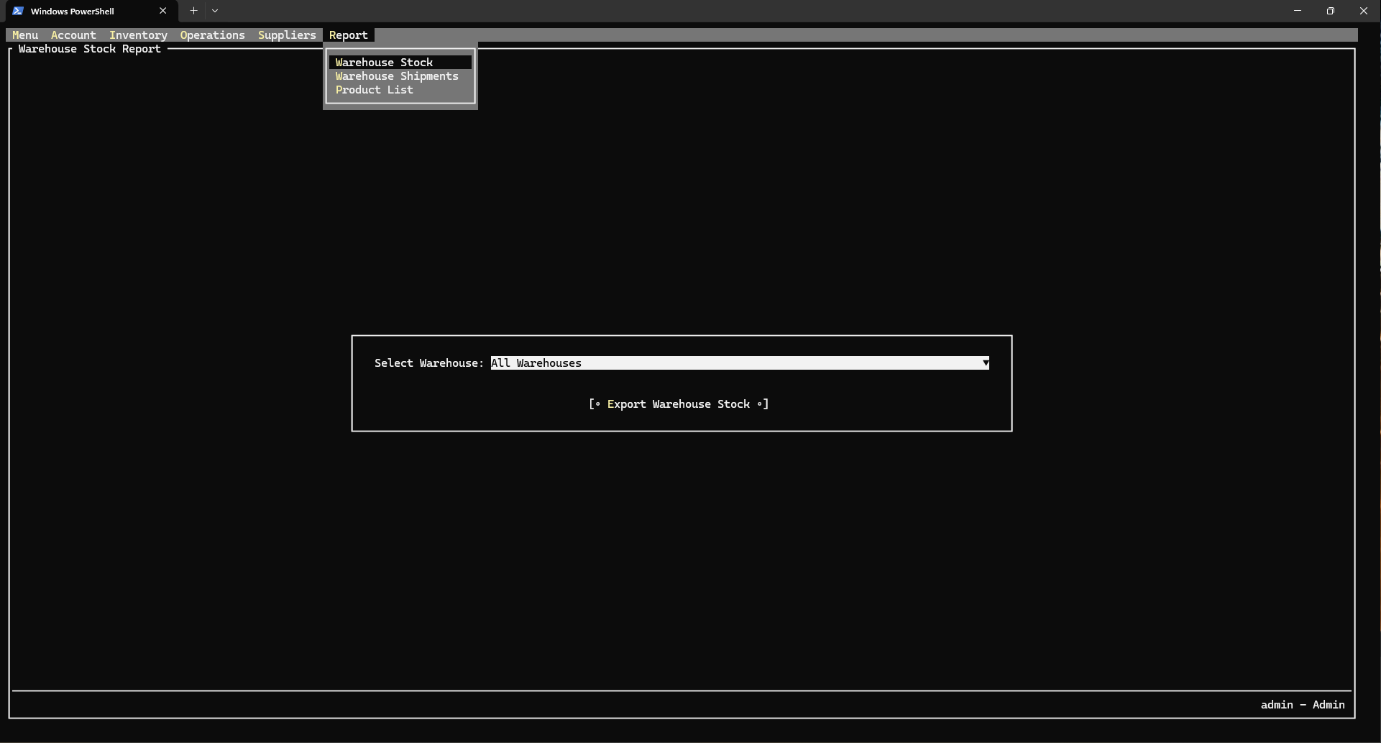 Windows PowerShell
Menu Account Inventory Operations Suppliers Report
Warehouse Stock Report
Warehouse Stock
Warehouse Shipments
Product List
Select Warehouse: All Warehouses
[∘ Export Warehouse Stock ∘]
admin - Admin